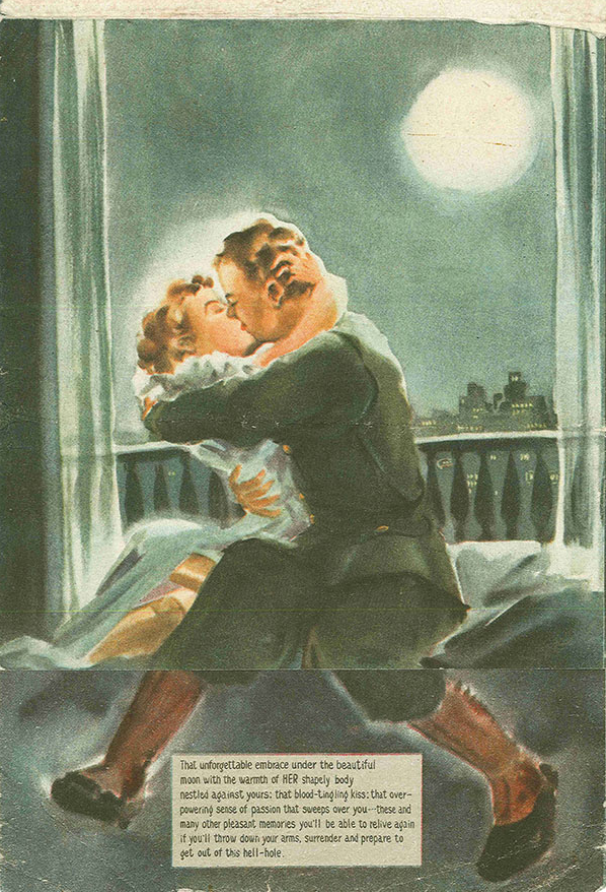 That unforgettable embrace under the beautiful
moon with the warmth of HER shapely body
nestled against yours; that blood-tingling kiss; that over-
powering sense of passion that sweeps over you---these and
many other pleasant memories you'll be able to relive again
if you'll throw down your arms, surrender and prepare to
get out of this hell-hole.